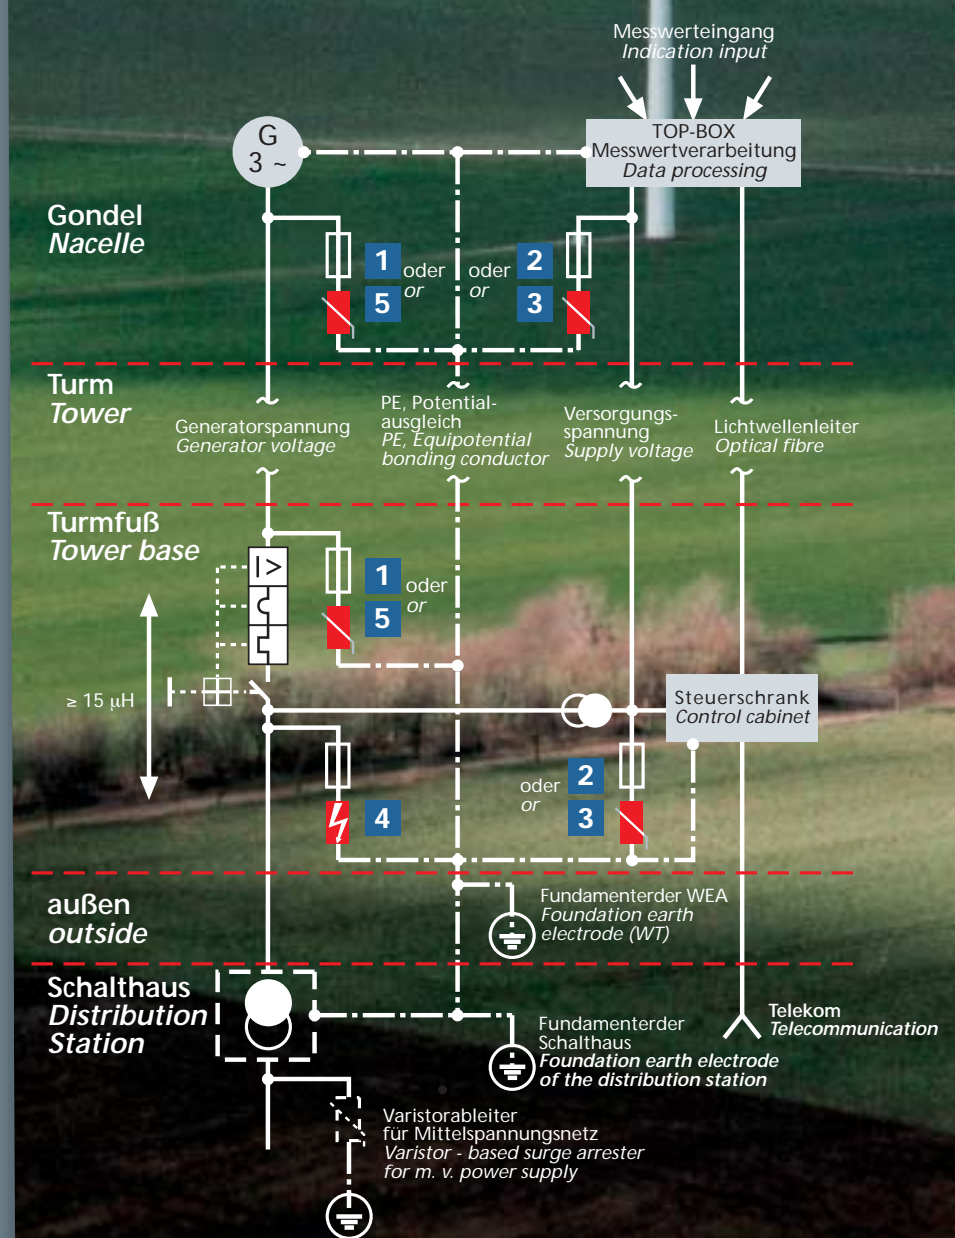 Messwerteingang
Indication input
G
3 ~
TOP-BOX
Messwertverarbeitung
Data processing
Gondel
Nacelle
1
5
oder
or
oder
or
2
3
Turm
Tower
Generatorspannung
Generator voltage
PE, Potential-
ausgleich
PE, Equipotential
bonding conductor
Versorgungs-
spannung
Supply voltage
Lichtwellenleiter
Optical fibre
Turmfuß
Tower base
I >
1
5
oder
or
≥ 15 µH
Steuerschrank
Control cabinet
4
oder
or
2
3
außen
outside
Fundamenterder WEA
Foundation earth
electrode (WT)
Schalthaus
Distribution
Station
Fundamenterder
Schalthaus
Foundation earth electrode
of the distribution station
Telekom
Telecommunication
Varistorableiter
für Mittelspannungsnetz
Varistor - based surge arrester
for m. v. power supply